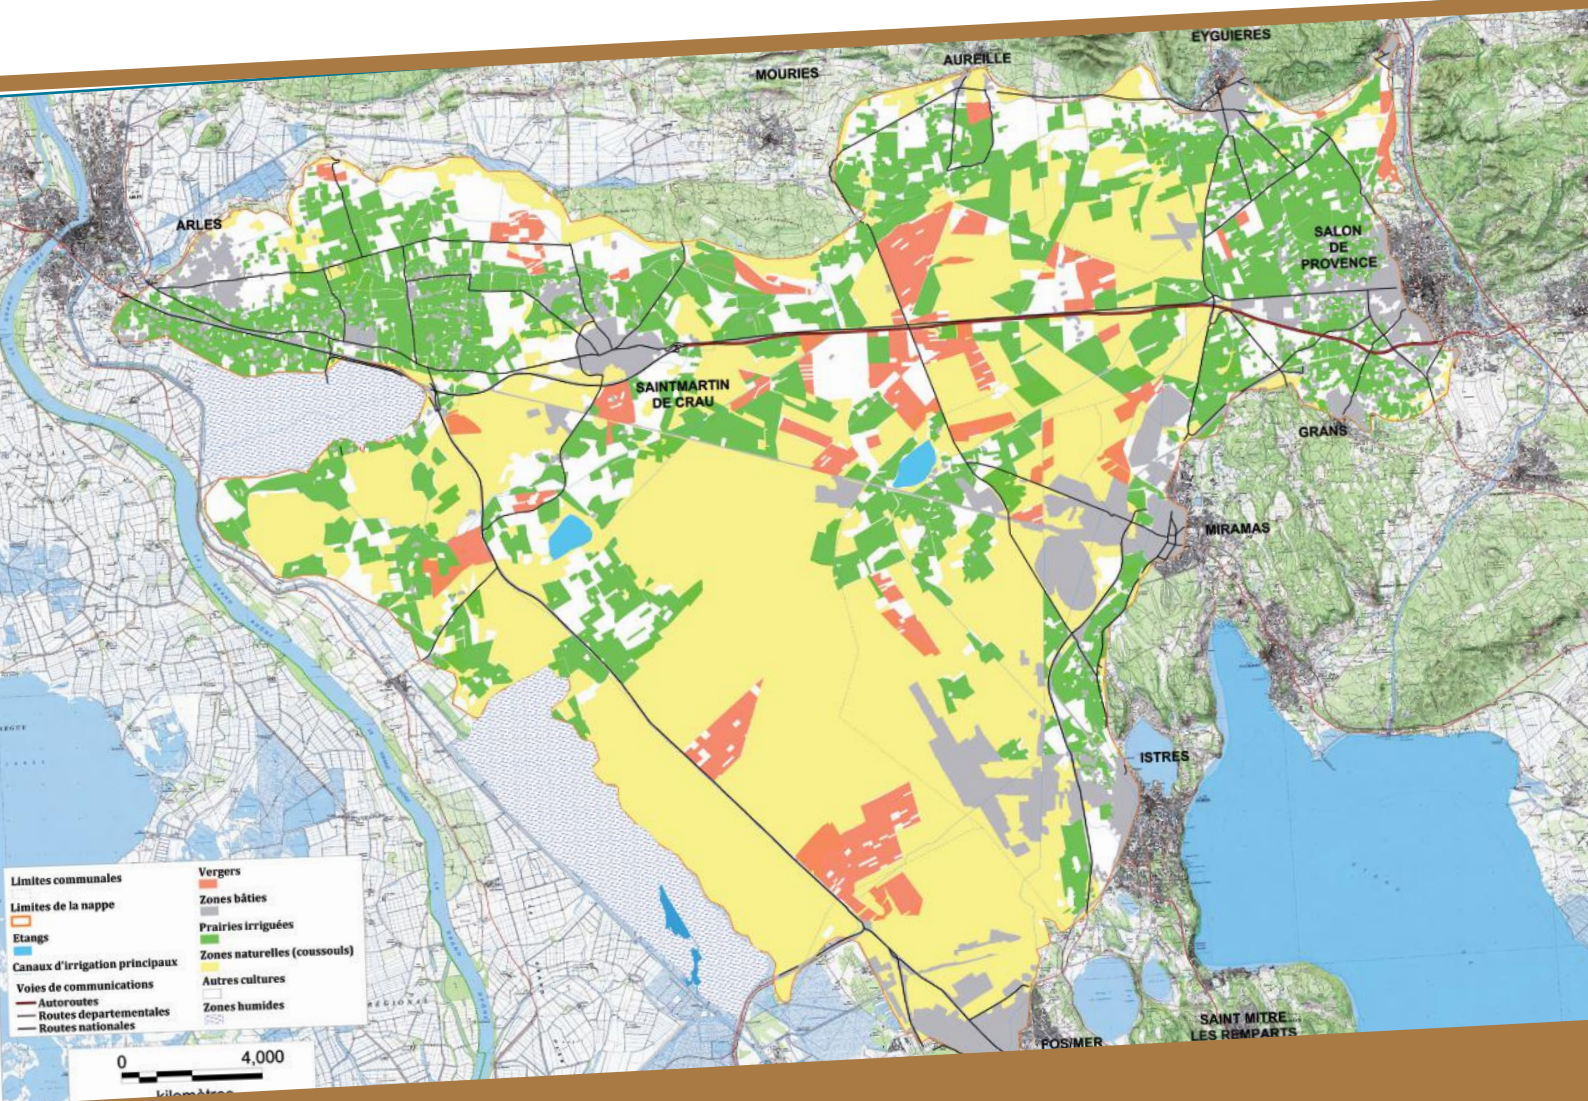 EYGUIERES
AUREILLE
MOURIES
ARLES
SALON
DE
PROVENCE
SAINTMARTIN
DE CRAU
GRANS
MIRAMAS
ISTRES
SAINT MITRE
LES REMPARTS
FOS/MER
Limites communales
Limites de la nappe
Etangs
Canaux d'irrigation principaux
Voies de communications
Autoroutes
Routes departementales
Routes nationales
Vergers
Zones bâties
Prairies irriguées
Zones naturelles (coussouls)
Autres cultures
Zones humides
0 4,000
kilomètres